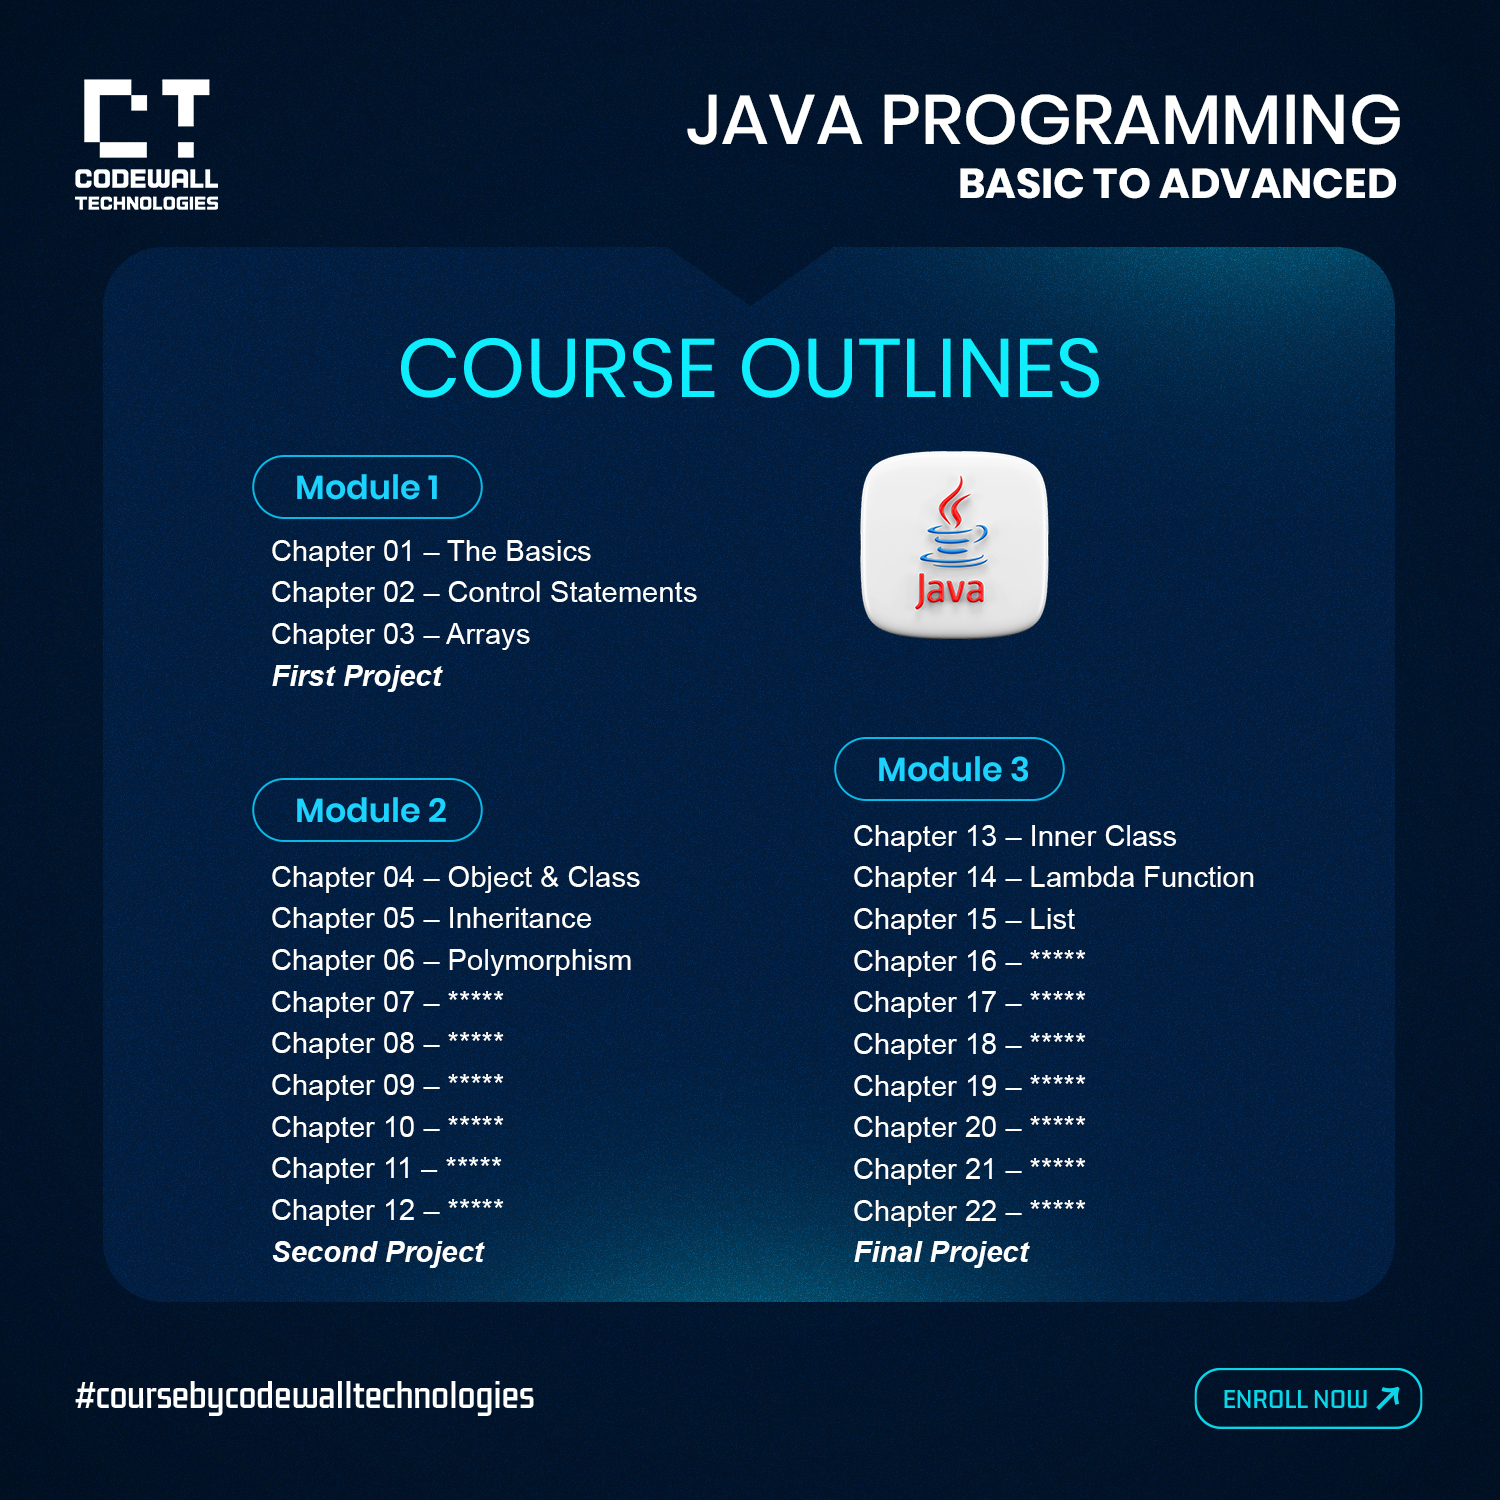 CT
CODEWALL
TECHNOLOGIES
JAVA PROGRAMMING
BASIC TO ADVANCED
COURSE OUTLINES
Module 1
Chapter 01 – The Basics
Chapter 02 – Control Statements
Chapter 03 – Arrays
First Project
Java
Module 2
Chapter 04 – Object & Class
Chapter 05 – Inheritance
Chapter 06 – Polymorphism
Chapter 07 – *****
Chapter 08 – *****
Chapter 09 – *****
Chapter 10 – *****
Chapter 11 – *****
Chapter 12 – *****
Second Project
Module 3
Chapter 13 – Inner Class
Chapter 14 – Lambda Function
Chapter 15 – List
Chapter 16 – *****
Chapter 17 – *****
Chapter 18 – *****
Chapter 19 – *****
Chapter 20 – *****
Chapter 21 – *****
Chapter 22 – *****
Final Project
#coursebycodewalltechnologies
ENROLL NOW